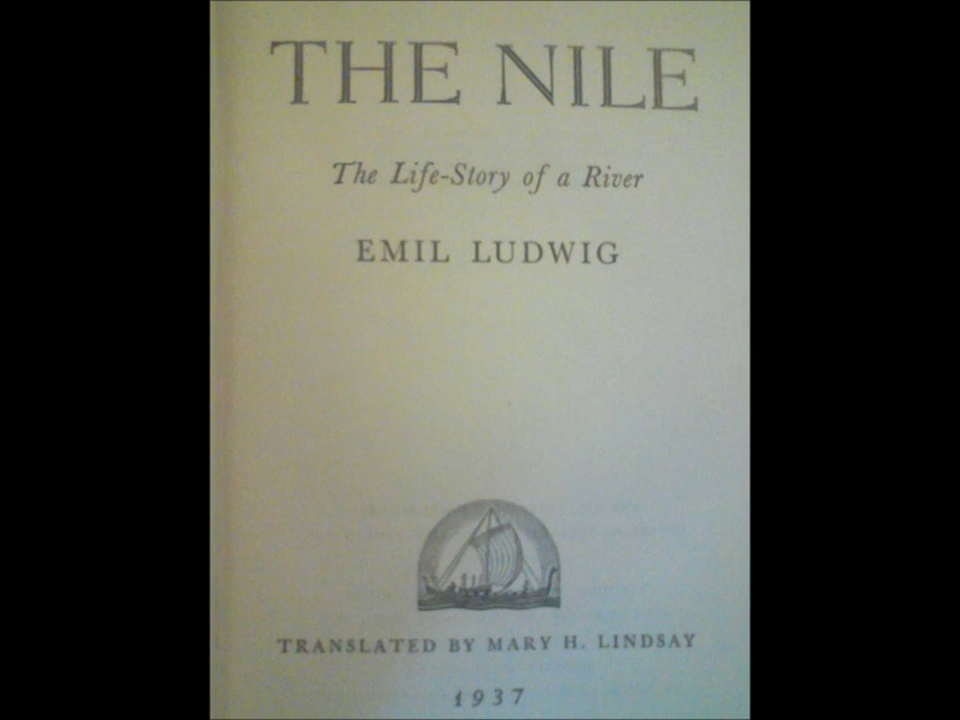 THE NILE
The Life-Story of a River
EMIL LUDWIG
TRANSLATED BY MARY H. LINDSAY
1937